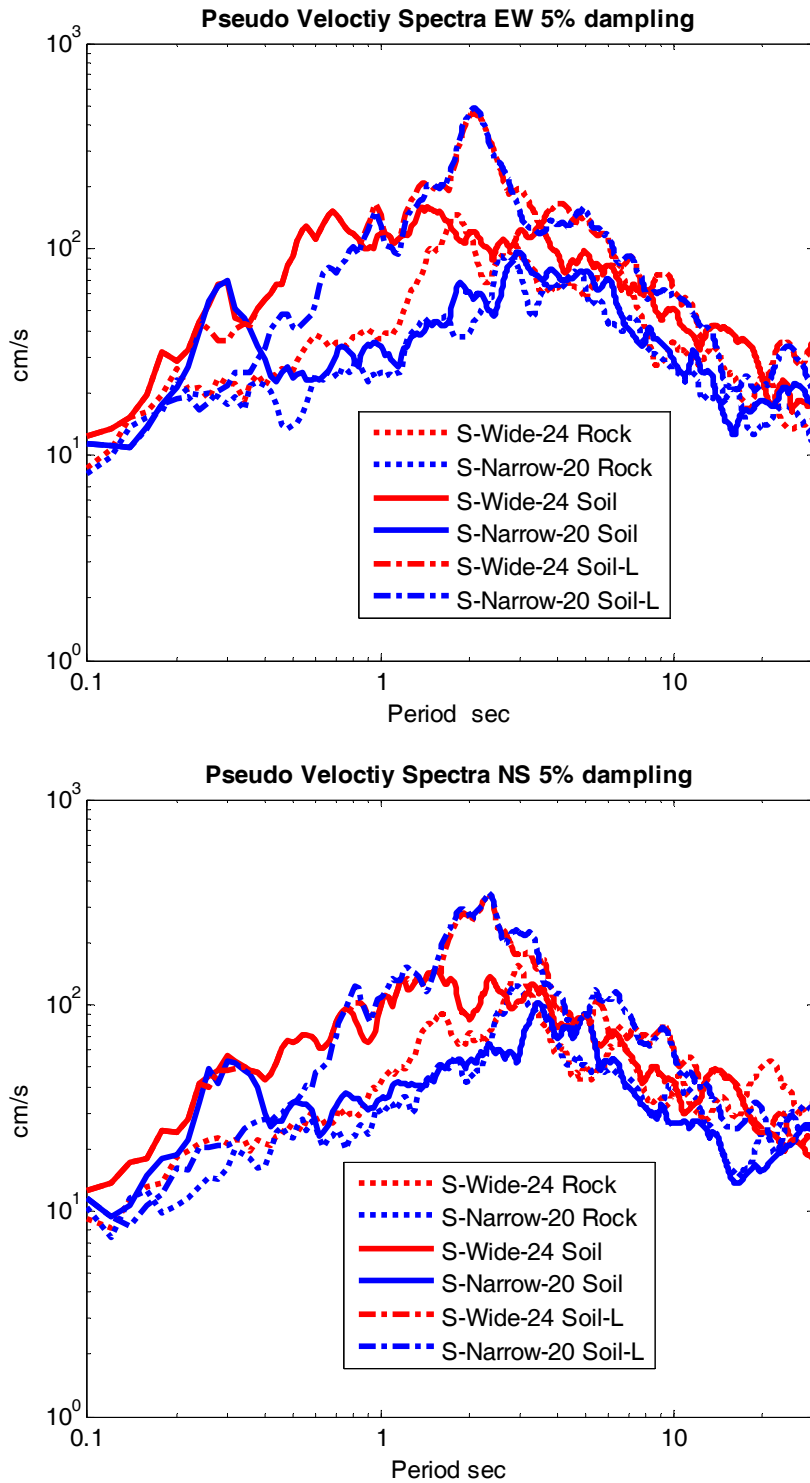 Pseudo Veloctiy Spectra EW 5% dampling
10^3
10^2
10^1
10^0
cm/s
S-Wide-24 Rock
S-Narrow-20 Rock
S-Wide-24 Soil
S-Narrow-20 Soil
S-Wide-24 Soil-L
S-Narrow-20 Soil-L
0.1 1 10
Period sec
Pseudo Veloctiy Spectra NS 5% dampling
10^3
10^2
10^1
10^0
cm/s
S-Wide-24 Rock
S-Narrow-20 Rock
S-Wide-24 Soil
S-Narrow-20 Soil
S-Wide-24 Soil-L
S-Narrow-20 Soil-L
0.1 1 10
Period sec